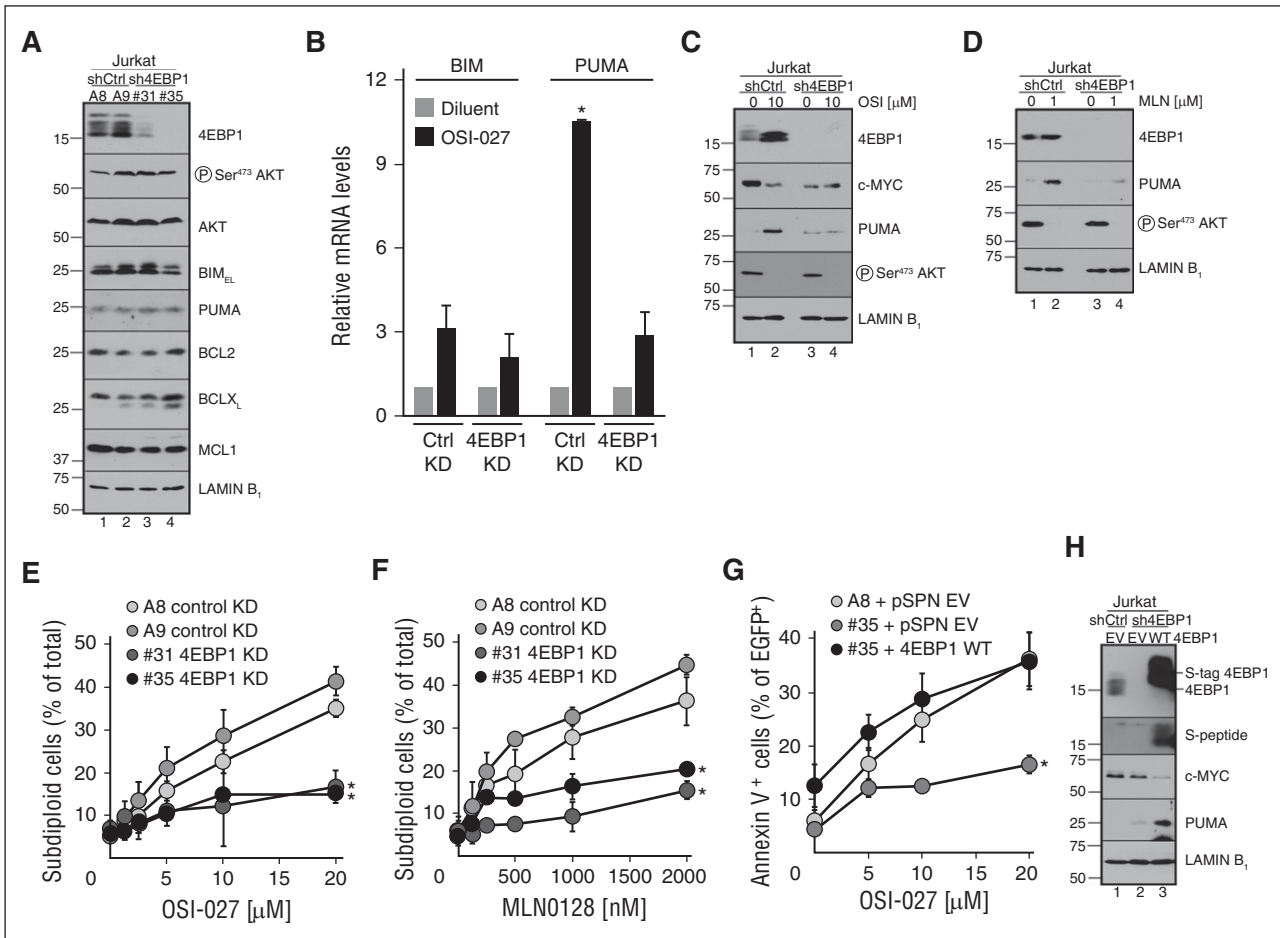 A
Jurkat
shCtrl sh4EBP1
A8 A9 #31 #35
15
4EBP1
50
Ⓟ Ser473 AKT
50
AKT
25
BIMEL
25
PUMA
25
BCL2
25
BCLXL
37
MCL1
75
50
LAMIN B1
1 2 3 4
B
BIM PUMA
Diluent
OSI-027
*
Relative mRNA levels
12
9
6
3
0
Ctrl KD
4EBP1 KD
Ctrl KD
4EBP1 KD
C
Jurkat
shCtrl sh4EBP1
0 10 0 10 OSI [μM]
15
4EBP1
75
50
c-MYC
25
PUMA
75
50
Ⓟ Ser473 AKT
75
LAMIN B1
1 2 3 4
D
Jurkat
shCtrl sh4EBP1
0 1 0 1 MLN [μM]
15
4EBP1
25
PUMA
75
50
Ⓟ Ser473 AKT
75
LAMIN B1
1 2 3 4
E
A8 control KD
A9 control KD
#31 4EBP1 KD
#35 4EBP1 KD
Subdiploid cells (% of total)
50
40
30
20
10
*
*
0 5 10 15 20
OSI-027 [μM]
F
A8 control KD
A9 control KD
#31 4EBP1 KD
#35 4EBP1 KD
Subdiploid cells (% of total)
50
40
30
20
10
*
*
0 500 1000 1500 2000
MLN0128 [nM]
G
A8 + pSPN EV
#35 + pSPN EV
#35 + 4EBP1 WT
Annexin V+ cells (% of EGFP+)
40
30
20
10
*
0 5 10 15 20
OSI-027 [μM]
H
Jurkat
shCtrl sh4EBP1
EV EV WT 4EBP1
S-tag 4EBP1
15
4EBP1
S-peptide
15
75
50
c-MYC
25
PUMA
75
50
LAMIN B1
1 2 3